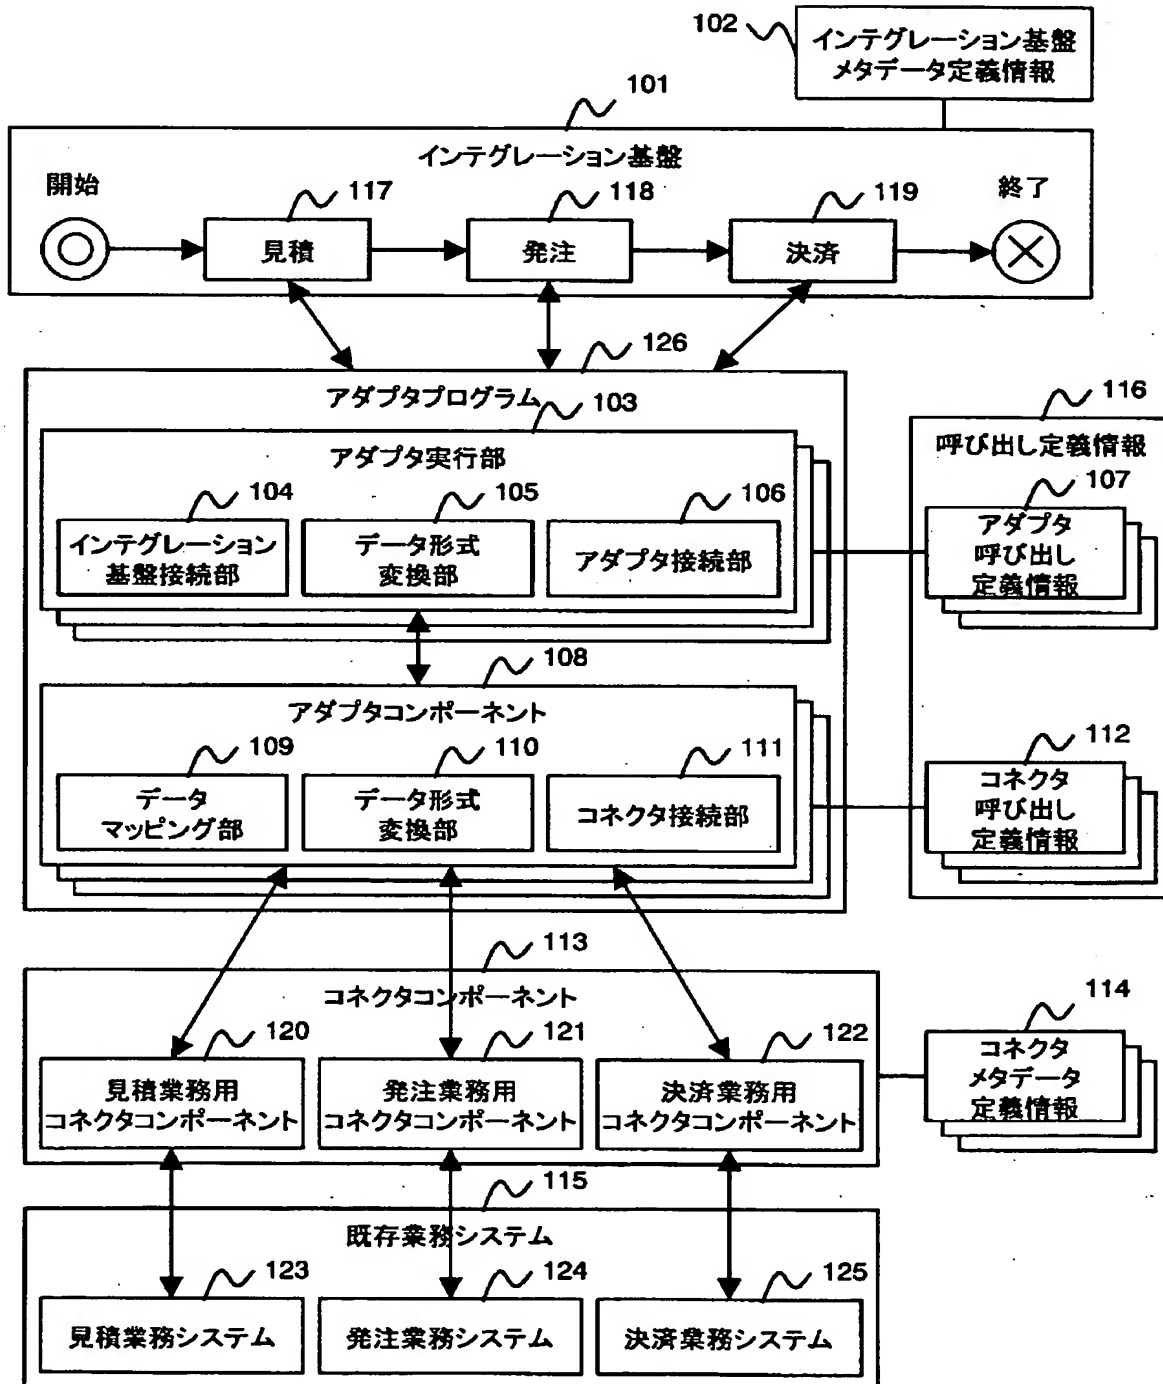 102
インテグレーション基盤
メタデータ定義情報
101
インテグレーション基盤
開始
117
118
119
終了
見積
発注
決済
126
アダプタプログラム
103
116
アダプタ実行部
呼び出し定義情報
104
105
106
107
インテグレーション
基盤接続部
データ形式
変換部
アダプタ接続部
アダプタ
呼び出し
定義情報
108
アダプタコンポーネント
109
110
111
112
データ
マッピング部
データ形式
変換部
コネクタ接続部
コネクタ
呼び出し
定義情報
113
コネクタコンポーネント
114
120
121
122
見積業務用
コネクタコンポーネント
発注業務用
コネクタコンポーネント
決済業務用
コネクタコンポーネント
コネクタ
メタデータ
定義情報
115
既存業務システム
123
124
125
見積業務システム
発注業務システム
決済業務システム